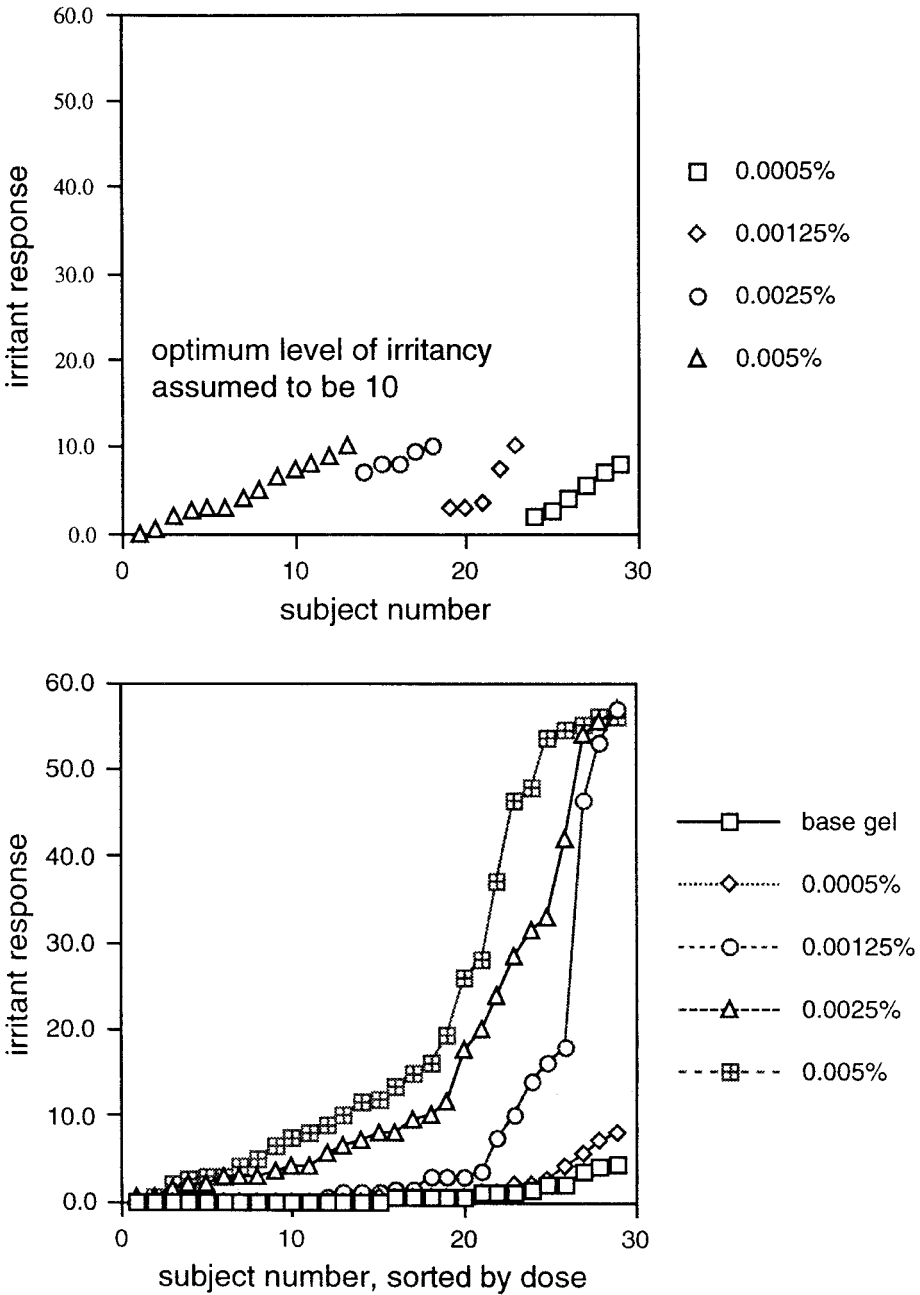 60.0
50.0
40.0
30.0
20.0
10.0
0.0
irritant response
optimum level of irritancy
assumed to be 10
0 10 20 30
subject number
0.0005%
0.00125%
0.0025%
0.005%
60.0
50.0
40.0
30.0
20.0
10.0
0.0
irritant response
0 10 20 30
subject number, sorted by dose
base gel
0.0005%
0.00125%
0.0025%
0.005%